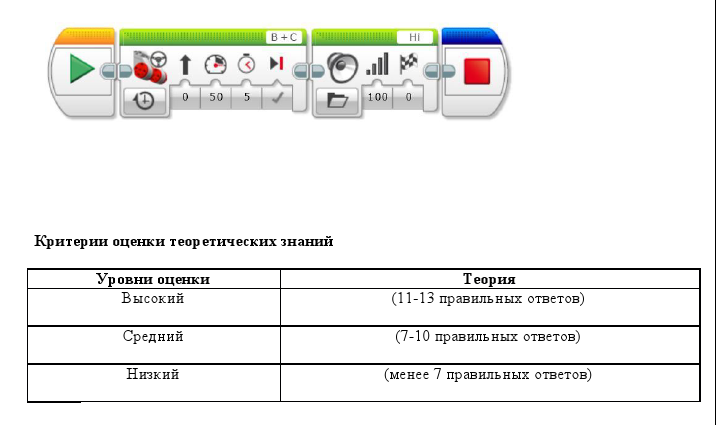 B + C
HI
0 50 5
100 0
Критерии оценки теоретических знаний
Уровни оценки Теория
Высокий (11-13 правильных ответов)
Средний (7-10 правильных ответов)
Низкий (менее 7 правильных ответов)